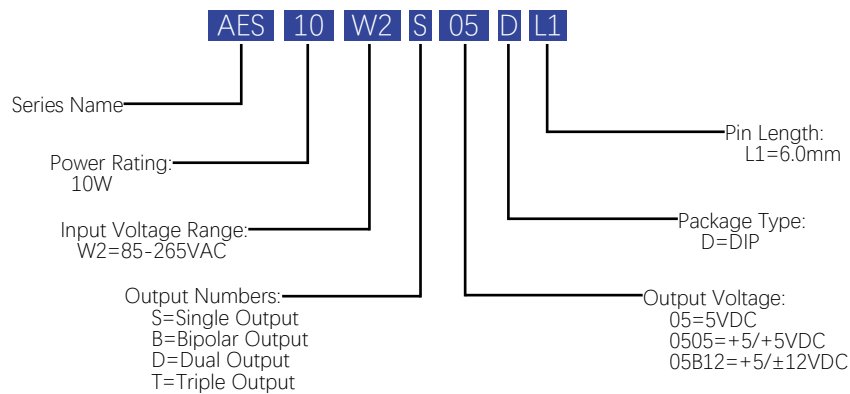 AES 10 W2 S 05 D L1
Series Name
Power Rating:
10W
Input Voltage Range:
W2=85-265VAC
Output Numbers:
S=Single Output
B=Bipolar Output
D=Dual Output
T=Triple Output
Pin Length:
L1=6.0mm
Package Type:
D=DIP
Output Voltage:
05=5VDC
0505=+5/+5VDC
05B12=+5/±12VDC